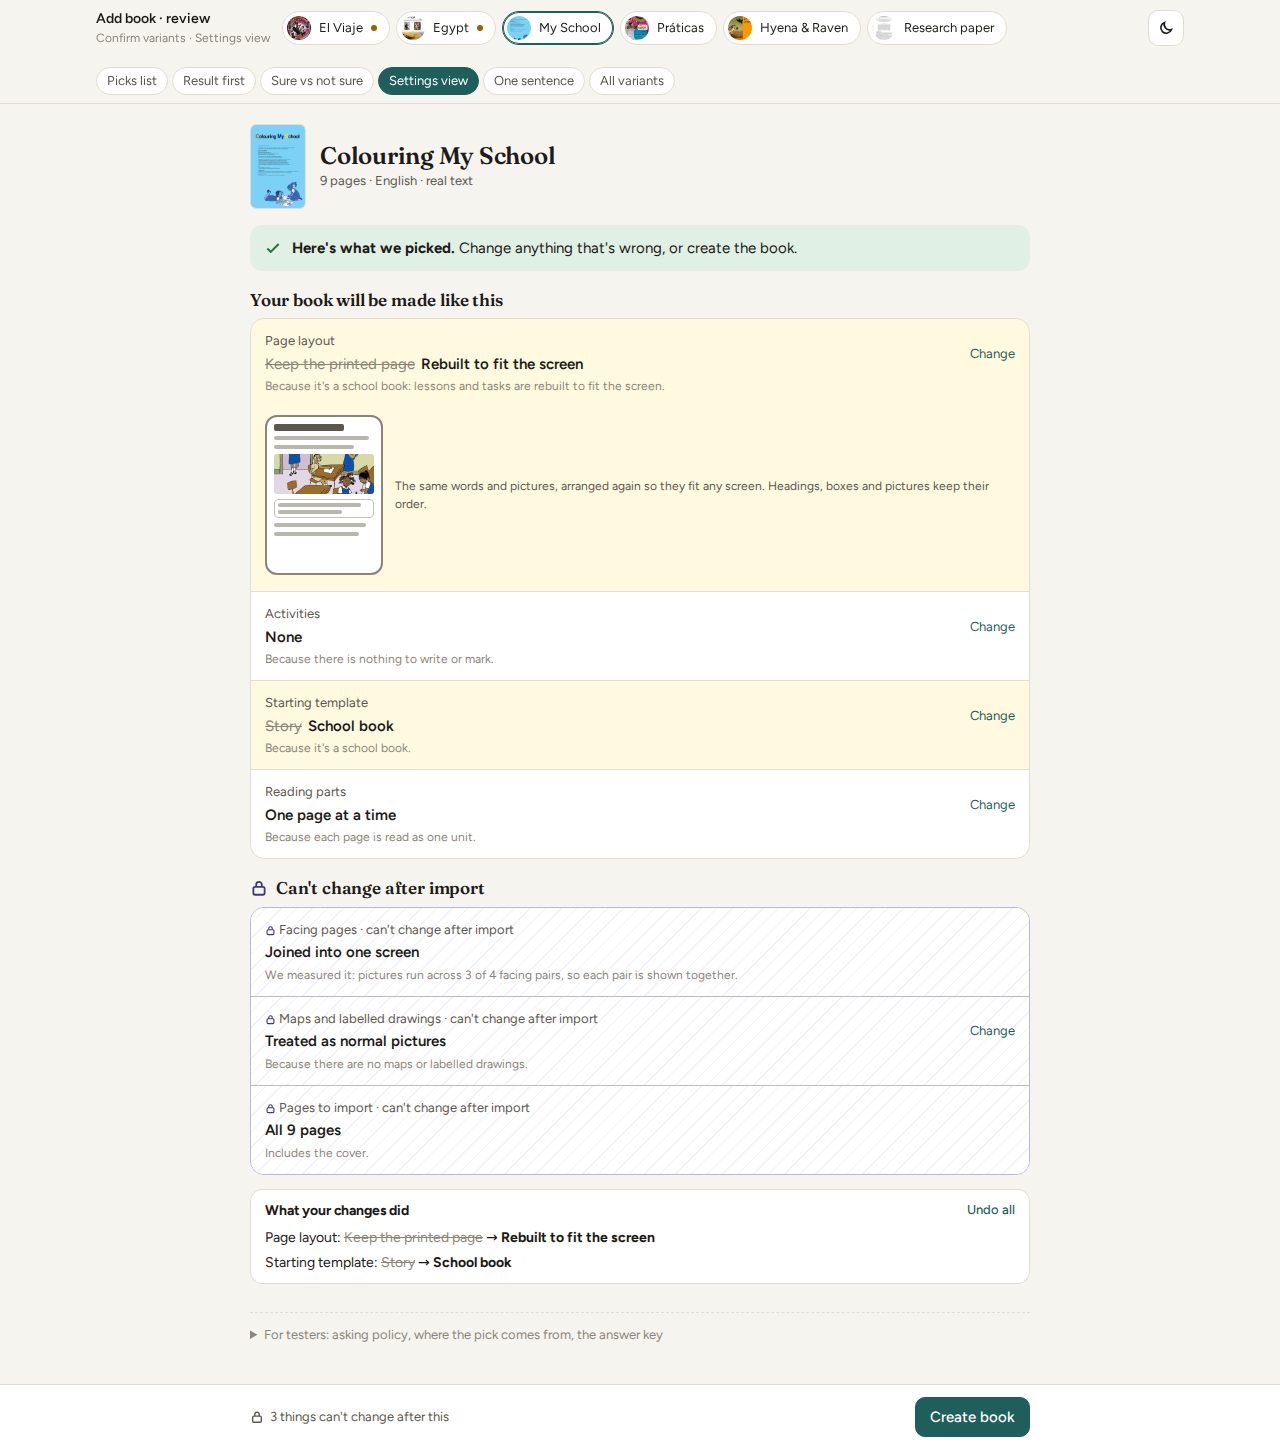 Add book · review
Confirm variants · Settings view
El Viaje
Egypt
My School
Práticas
Hyena & Raven
Research paper
Picks list
Result first
Sure vs not sure
Settings view
One sentence
All variants
Colouring My School
Colouring My School
9 pages · English · real text
Here's what we picked. Change anything that's wrong, or create the book.
Your book will be made like this
Page layout
Keep the printed page Rebuilt to fit the screen
Change
Because it's a school book: lessons and tasks are rebuilt to fit the screen.
The same words and pictures, arranged again so they fit any screen. Headings, boxes and pictures keep their
order.
Activities
None
Change
Because there is nothing to write or mark.
Starting template
Story School book
Change
Because it's a school book.
Reading parts
One page at a time
Change
Because each page is read as one unit.
Can't change after import
Facing pages · can't change after import
Joined into one screen
We measured it: pictures run across 3 of 4 facing pairs, so each pair is shown together.
Maps and labelled drawings · can't change after import
Treated as normal pictures
Change
Because there are no maps or labelled drawings.
Pages to import · can't change after import
All 9 pages
Includes the cover.
What your changes did
Undo all
Page layout: Keep the printed page → Rebuilt to fit the screen
Starting template: Story → School book
For testers: asking policy, where the pick comes from, the answer key
3 things can't change after this
Create book